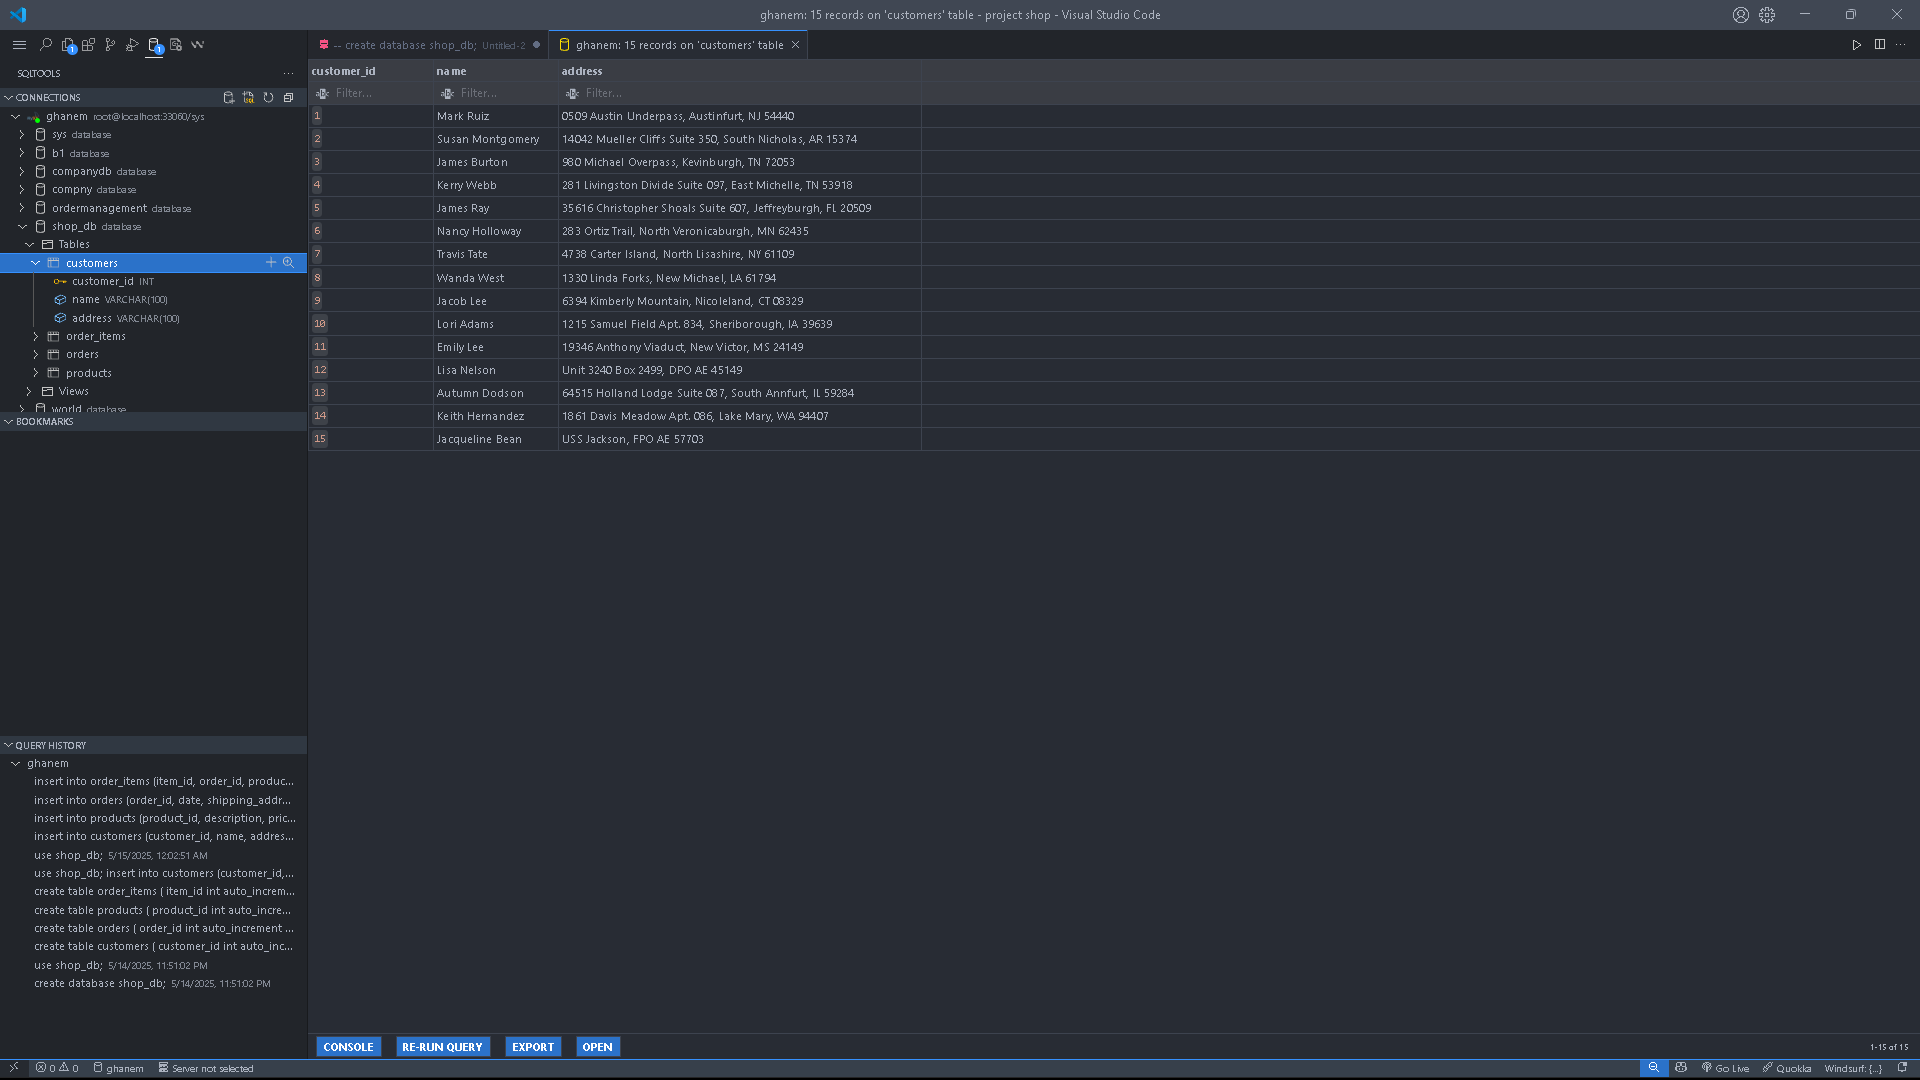 ghanem: 15 records on 'customers' table - project shop - Visual Studio Code
1
1
-- create database shop_db; Untitled-2
ghanem: 15 records on 'customers' table
SQLTOOLS
CONNECTIONS
ghanem root@localhost:33060/sys
sys database
b1 database
companydb database
compny database
ordermanagement database
shop_db database
Tables
customers
customer_id INT
name VARCHAR(100)
address VARCHAR(100)
order_items
orders
products
Views
world database
BOOKMARKS
QUERY HISTORY
ghanem
insert into order_items (item_id, order_id, produc...
insert into orders (order_id, date, shipping_addr...
insert into products (product_id, description, pric...
insert into customers (customer_id, name, addres...
use shop_db; 5/15/2025, 12:02:51 AM
use shop_db; insert into customers (customer_id,...
create table order_items ( item_id int auto_increm...
create table products ( product_id int auto_incre...
create table orders ( order_id int auto_increment ...
create table customers ( customer_id int auto_inc...
use shop_db; 5/14/2025, 11:51:02 PM
create database shop_db; 5/14/2025, 11:51:02 PM
customer_id name address
Filter... Filter... Filter...
1 Mark Ruiz 0509 Austin Underpass, Austinfurt, NJ 54440
2 Susan Montgomery 14042 Mueller Cliffs Suite 350, South Nicholas, AR 15374
3 James Burton 980 Michael Overpass, Kevinburgh, TN 72053
4 Kerry Webb 281 Livingston Divide Suite 097, East Michelle, TN 53918
5 James Ray 35616 Christopher Shoals Suite 607, Jeffreyburgh, FL 20509
6 Nancy Holloway 283 Ortiz Trail, North Veronicaburgh, MN 62435
7 Travis Tate 4738 Carter Island, North Lisashire, NY 61109
8 Wanda West 1330 Linda Forks, New Michael, LA 61794
9 Jacob Lee 6394 Kimberly Mountain, Nicoleland, CT 08329
10 Lori Adams 1215 Samuel Field Apt. 834, Sheriborough, IA 39639
11 Emily Lee 19346 Anthony Viaduct, New Victor, MS 24149
12 Lisa Nelson Unit 3240 Box 2499, DPO AE 45149
13 Autumn Dodson 64515 Holland Lodge Suite 087, South Annfurt, IL 59284
14 Keith Hernandez 1861 Davis Meadow Apt. 086, Lake Mary, WA 94407
15 Jacqueline Bean USS Jackson, FPO AE 57703
CONSOLE RE-RUN QUERY EXPORT OPEN
1-15 of 15
0 0 ghanem Server not selected
Go Live Quokka Windsurf: {...}